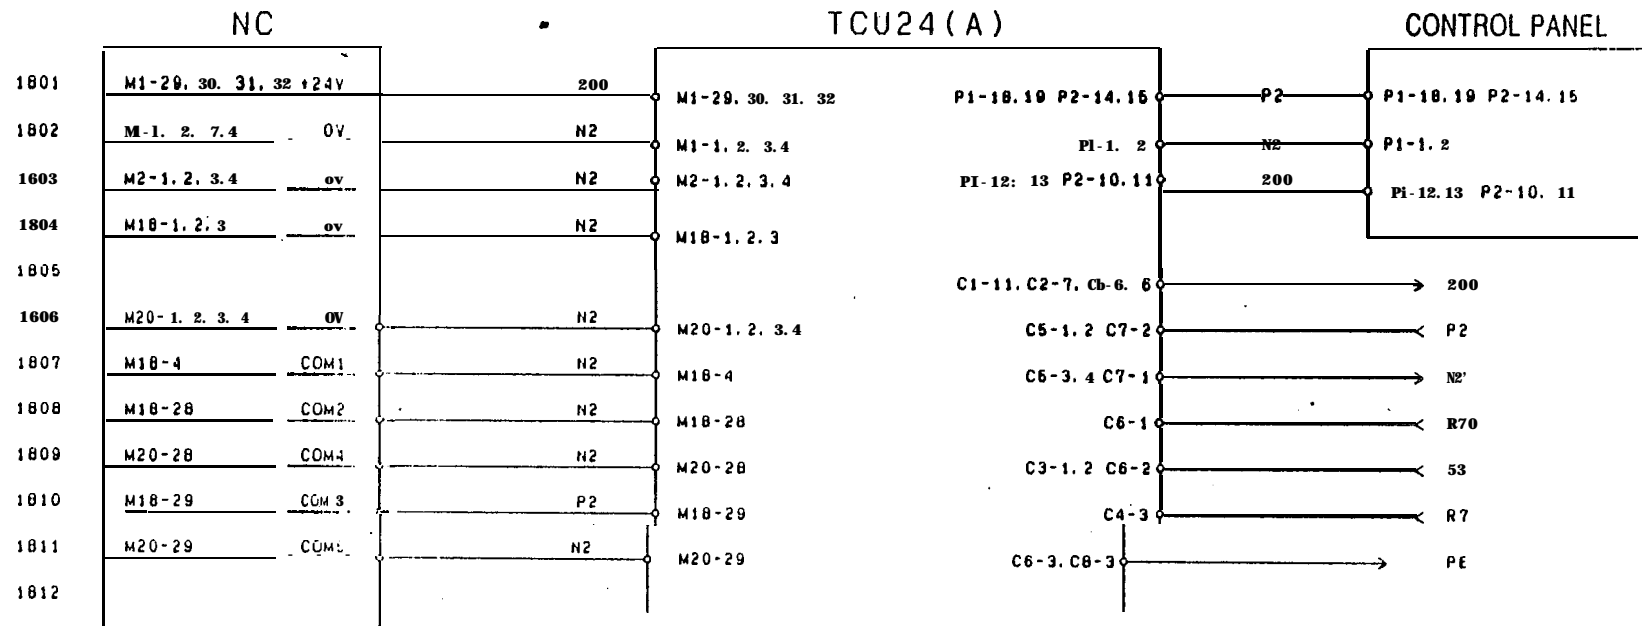 NC TCU24(A) CONTROL PANEL
1801 M1-29. 30. 31. 32 +24V 200 M1-29. 30. 31. 32 P1-18.19 P2-14.15 P2 P1-18.19 P2-14.15
1802 M-1. 2. 7.4 0V N2 M1-1. 2. 3.4 Pl-1. 2 N2 P1-1. 2
1603 M2-1. 2. 3.4 ov N2 M2-1. 2. 3. 4 PI-12: 13 P2-10. 11 200 Pi-12.13 P2-10. 11
1804 M18-1. 2. 3 ov N2 M18-1. 2. 3
1805 C1-11. C2-7. Cb-6. 6 200
1606 M20-1. 2. 3. 4 0V N2 M20-1. 2. 3.4 C5-1. 2 C7-2 P2
1807 M18-4 COM1 N2 M18-4 C5-3. 4 C7-1 N2'
1808 M18-28 COM2 N2 M18-28 C6-1 R70
1809 M20-28 COM4 N2 M20-28 C3-1. 2 C6-2 53
1810 M18-29 COM3 P2 M18-29 C4-3 R7
1811 M20-29 COM5 N2 M20-29 C6-3. C8-3 PE
1812